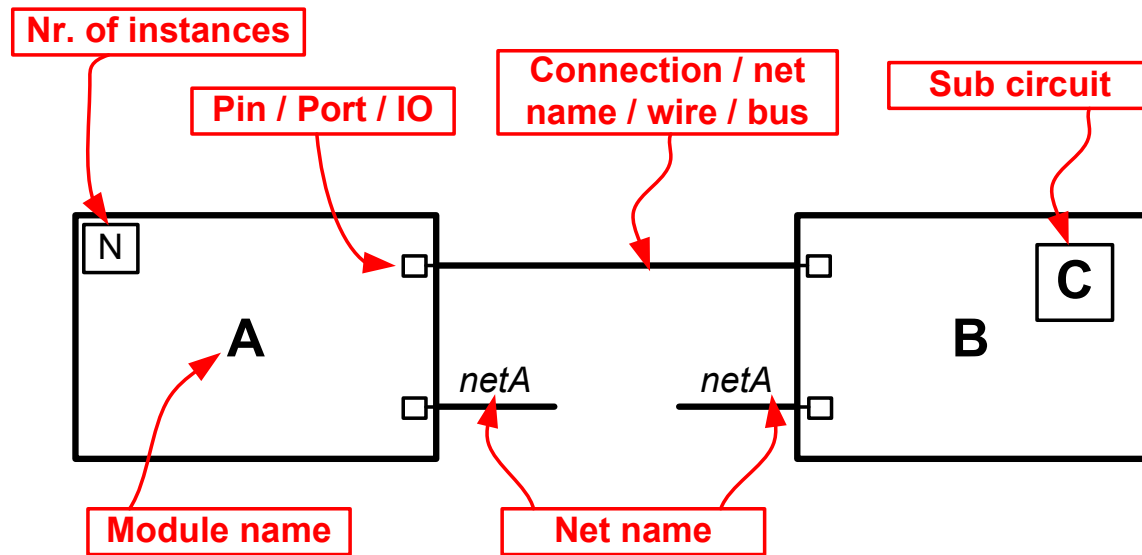 Nr. of instances
Pin / Port / IO
Connection / net
name / wire / bus
Sub circuit
N
A
C
B
netA
netA
Module name
Net name